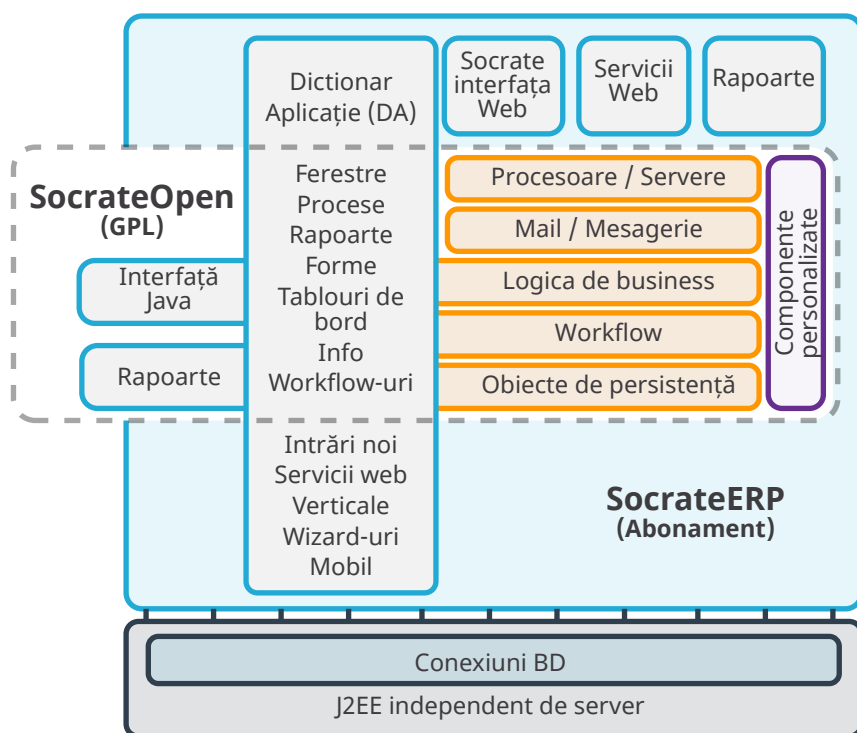 Dictionar
Aplicație (DA)
Socrate
interfața
Web
Servicii
Web
Rapoarte
SocrateOpen
(GPL)
Interfață
Java
Rapoarte
Ferestre
Procese
Rapoarte
Forme
Tablouri de
bord
Info
Workflow-uri
Procesoare / Servere
Mail / Mesagerie
Logica de business
Workflow
Obiecte de persistență
Componente
personalizate
Intrări noi
Servicii web
Verticale
Wizard-uri
Mobil
SocrateERP
(Abonament)
Conexiuni BD
J2EE independent de server